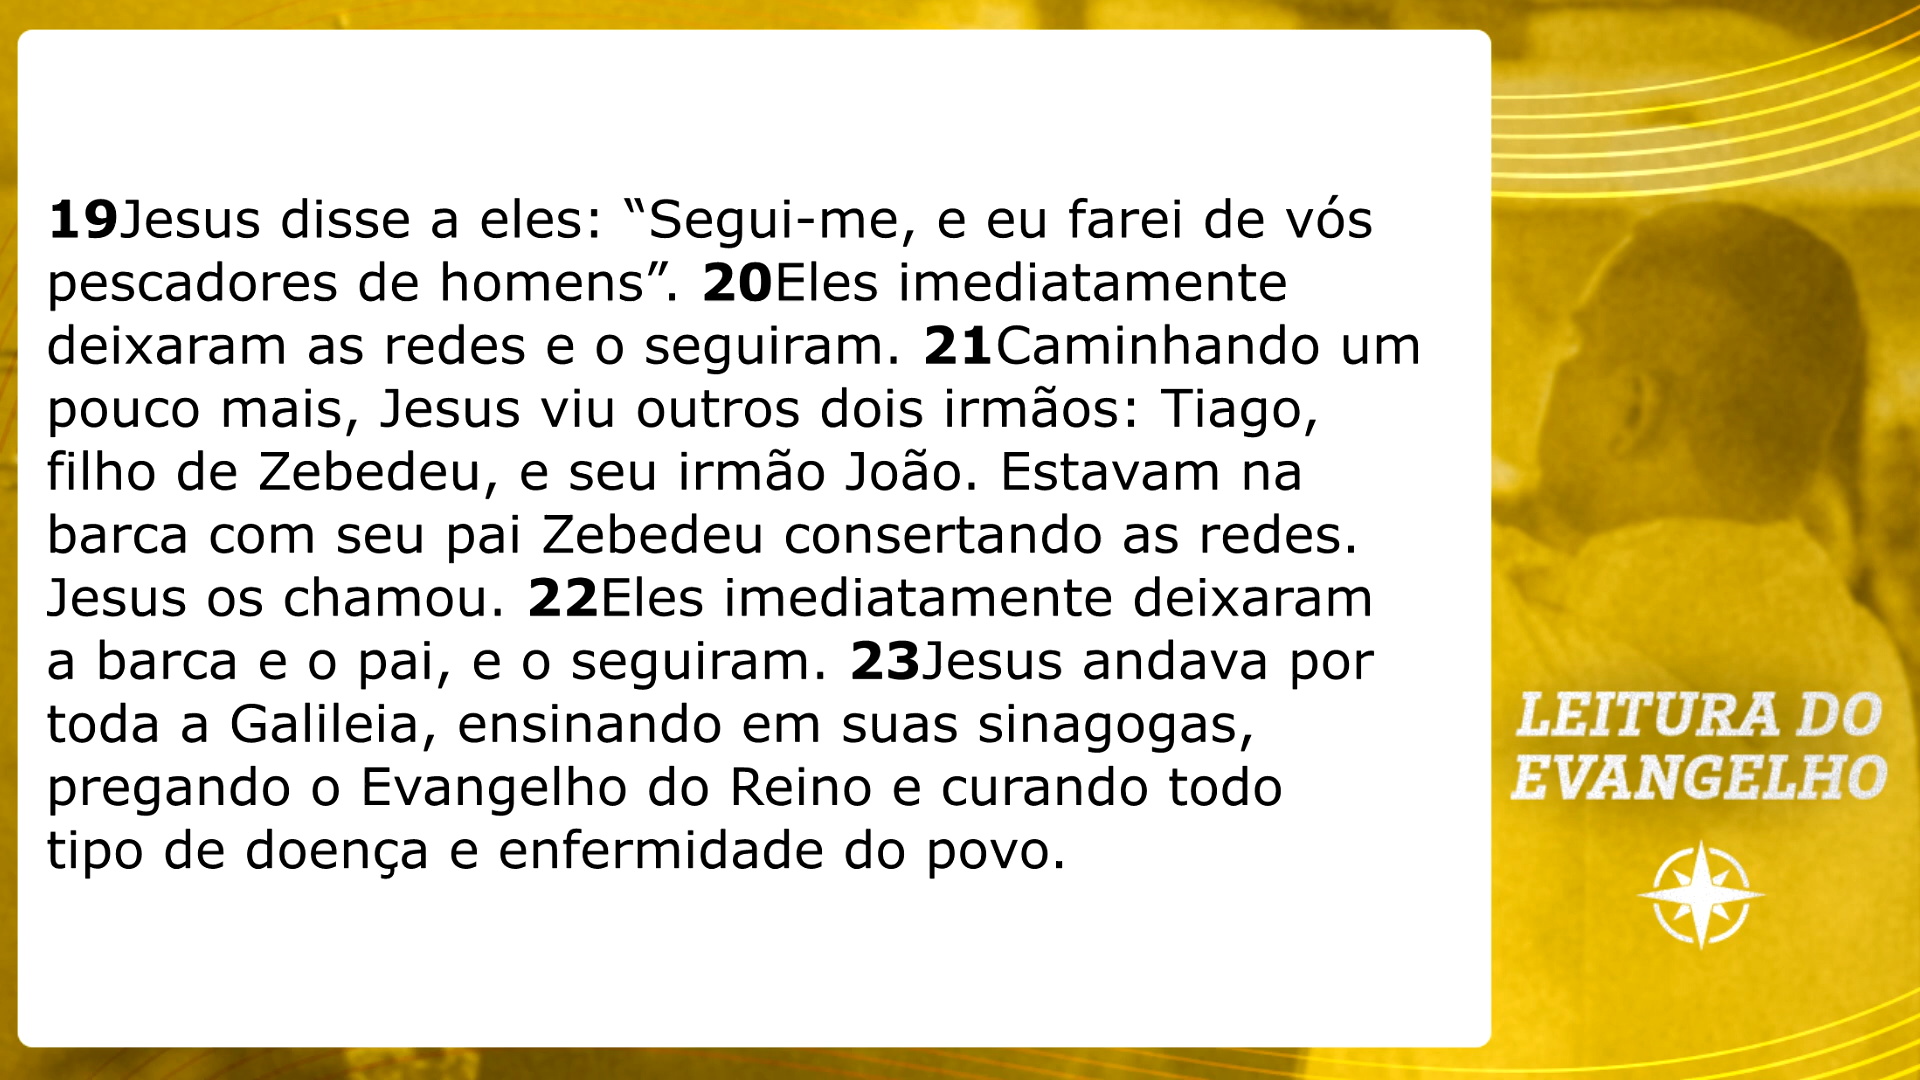 19Jesus disse a eles: “Segui-me, e eu farei de vós
pescadores de homens”. 20Eles imediatamente
deixaram as redes e o seguiram. 21Caminhando um
pouco mais, Jesus viu outros dois irmãos: Tiago,
filho de Zebedeu, e seu irmão João. Estavam na
barca com seu pai Zebedeu consertando as redes.
Jesus os chamou. 22Eles imediatamente deixaram
a barca e o pai, e o seguiram. 23Jesus andava por
toda a Galileia, ensinando em suas sinagogas,
pregando o Evangelho do Reino e curando todo
tipo de doença e enfermidade do povo.
LEITURA DO
EVANGELHO